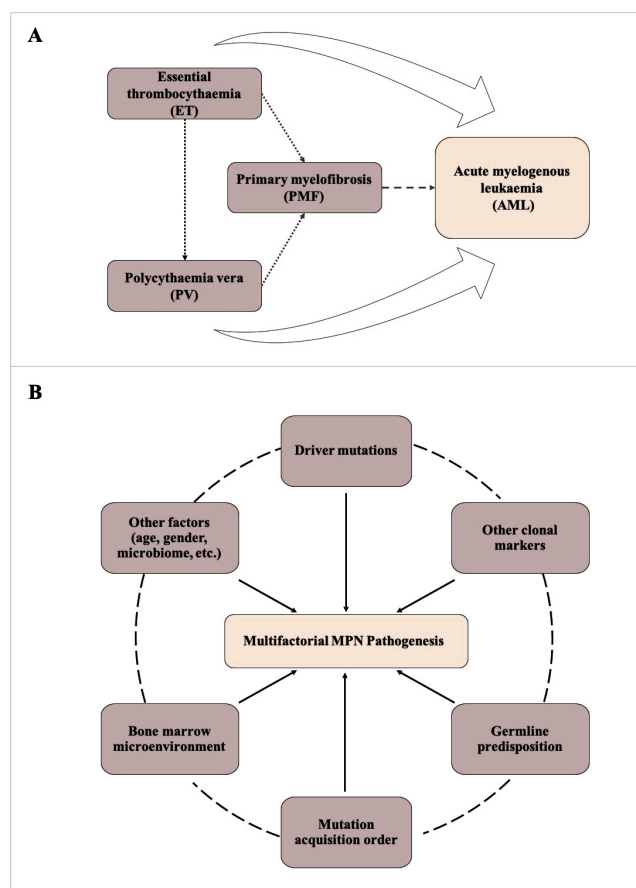 A
Essential
thrombocythaemia
(ET)
Primary myelofibrosis
(PMF)
Acute myelogenous
leukaemia
(AML)
Polycythaemia vera
(PV)
B
Driver mutations
Other factors
(age, gender,
microbiome, etc.)
Other clonal
markers
Multifactorial MPN Pathogenesis
Bone marrow
microenvironment
Germline
predisposition
Mutation
acquisition order